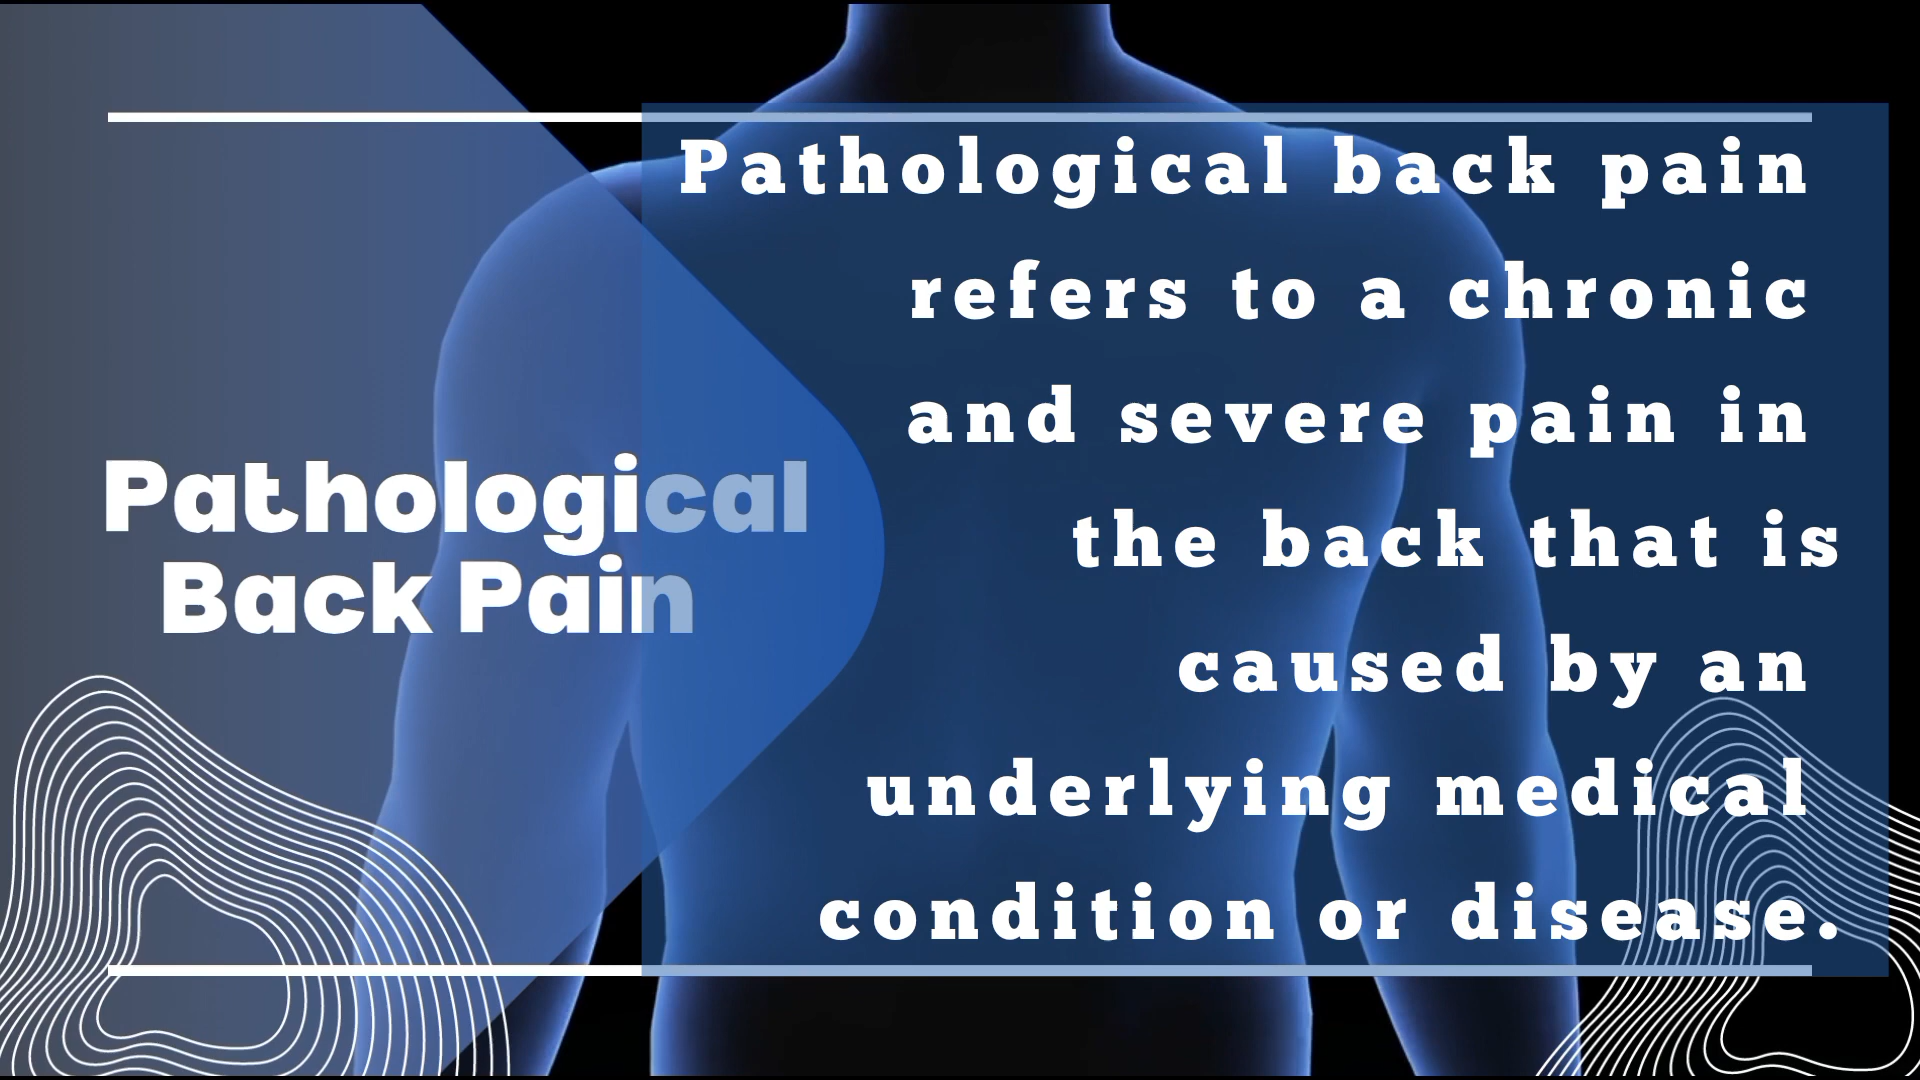 Pathological
Back Pain
Pathological back pain
refers to a chronic
and severe pain in
the back that is
caused by an
underlying medical
condition or disease.